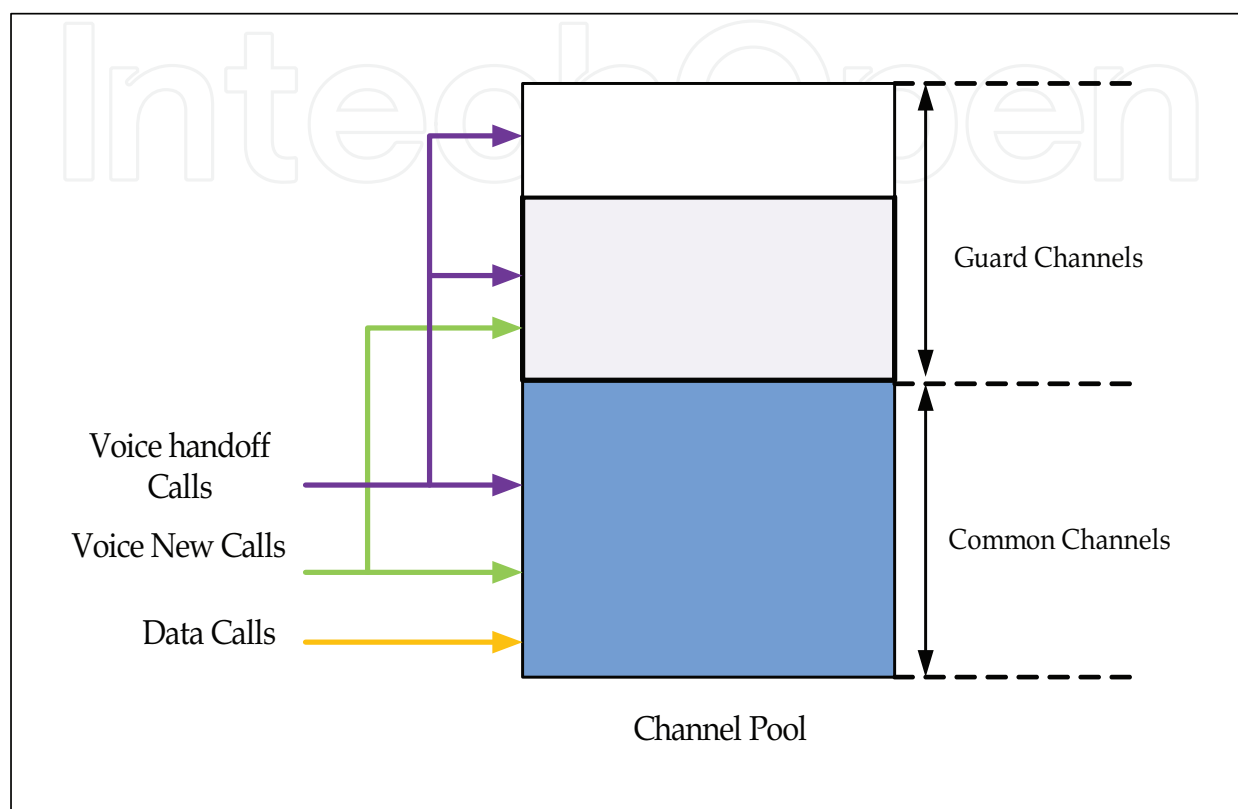 IntechOpen
Guard Channels
Voice handoff
Calls
Common Channels
Voice New Calls
Data Calls
Channel Pool